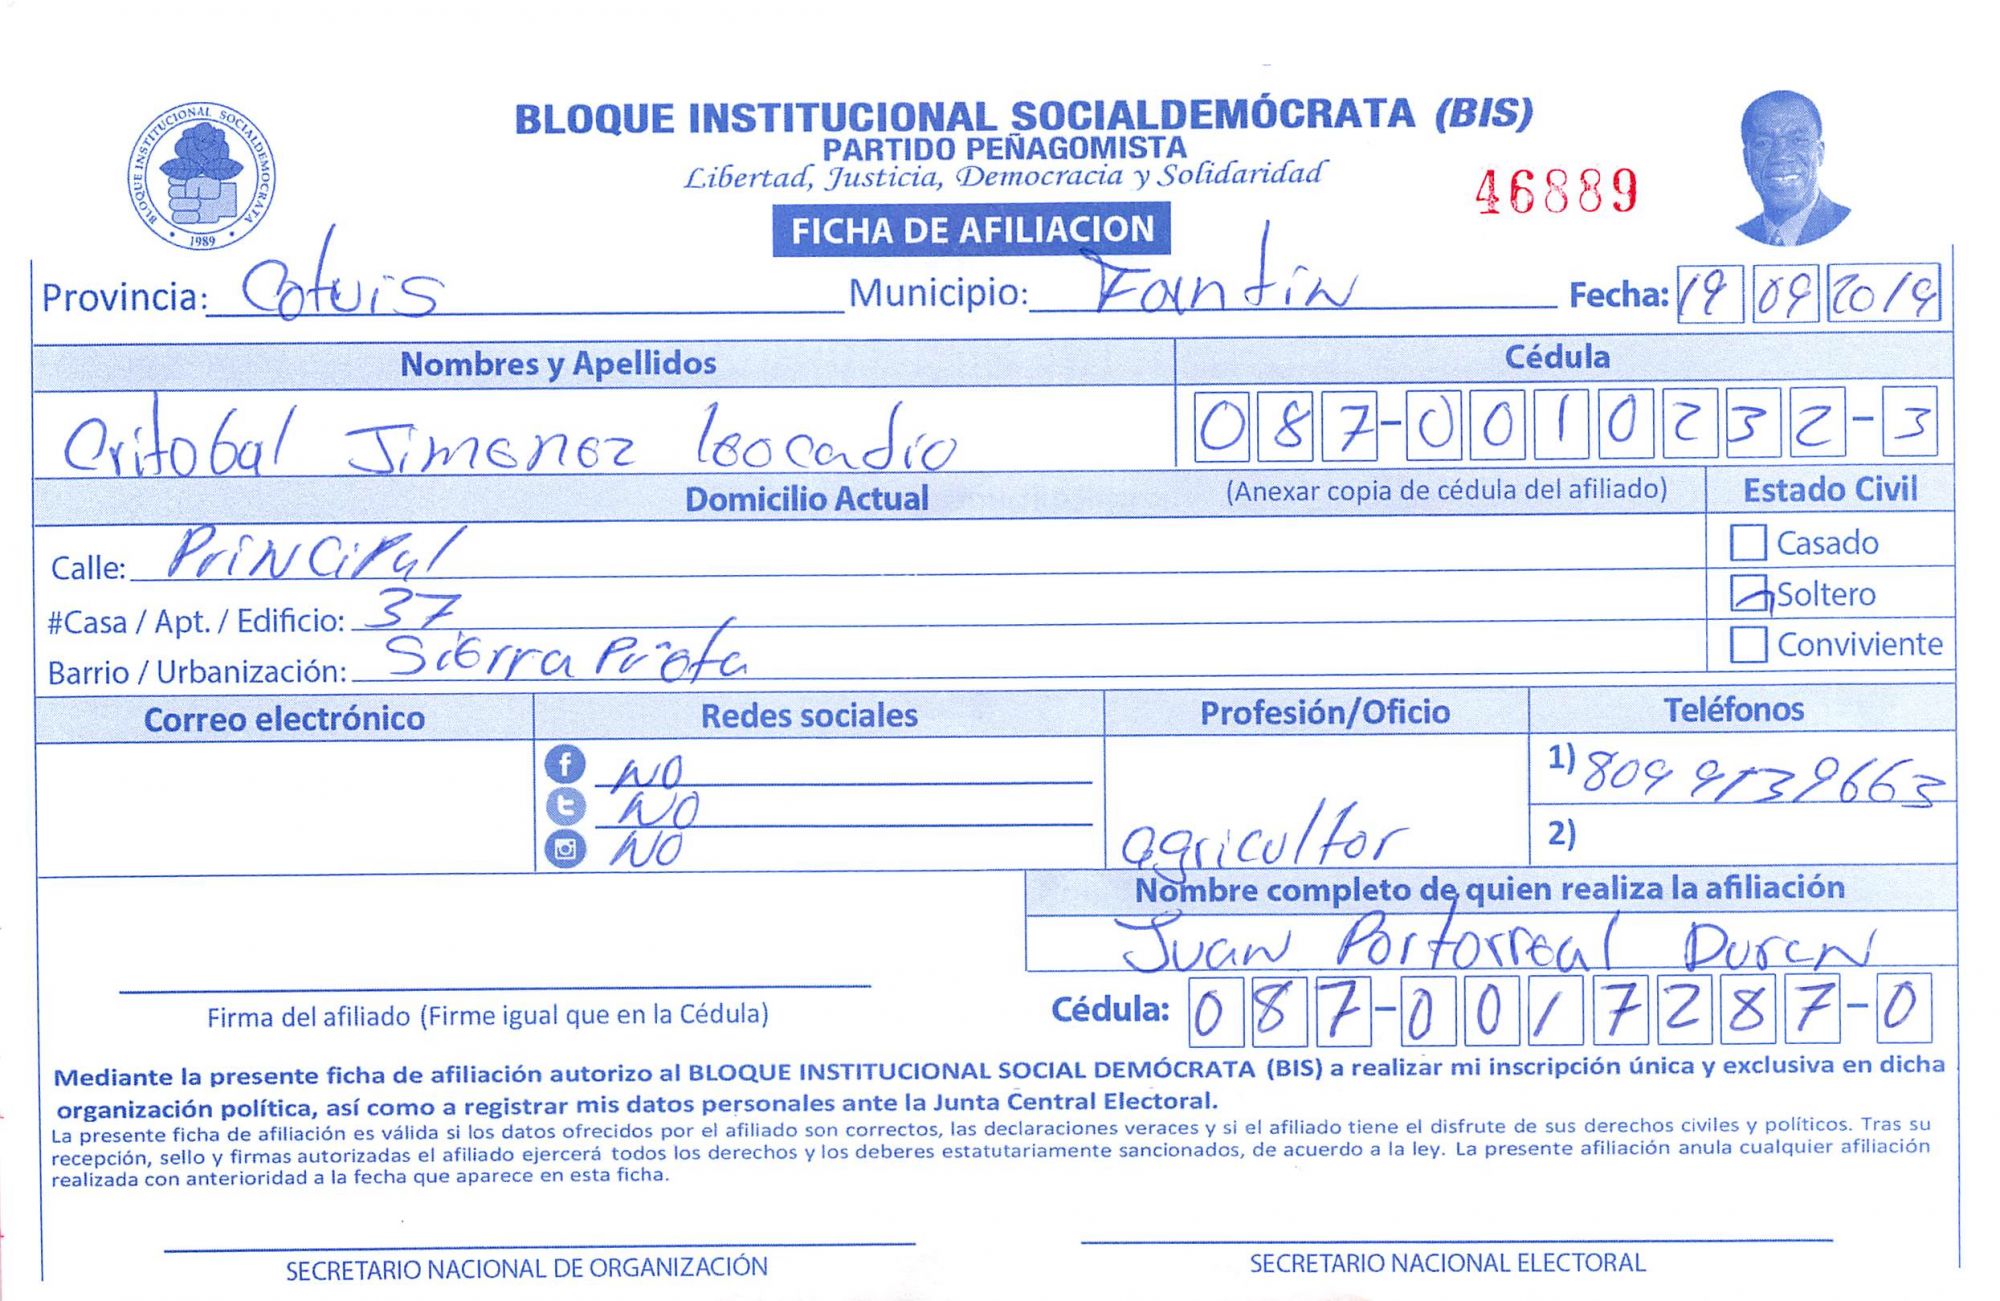 BLOQUE INSTITUCIONAL SOCIALDEMÓCRATA (BIS)
PARTIDO PEÑAGOMISTA
Libertad, Justicia, Democracia y Solidaridad
46889
BLOQUE INSTITUCIONAL SOCIALDEMOCRATA
1989
FICHA DE AFILIACION
Provincia: Cotuis Municipio: Fantin Fecha: 19 09 2019
Nombres y Apellidos Cédula
Critobal Jimenez leocadio 087-0010232-3
Domicilio Actual (Anexar copia de cédula del afiliado) Estado Civil
Calle: Principal Casado
#Casa / Apt. / Edificio: 37 Soltero
Barrio / Urbanización: Sierra Prieta Conviviente
Correo electrónico Redes sociales Profesión/Oficio Teléfonos
NO 1) 809 9139663
NO
NO agricultor 2)
Nombre completo de quien realiza la afiliación
Juan Portorreal Duran
Firma del afiliado (Firme igual que en la Cédula) Cédula: 087-0017287-0
Mediante la presente ficha de afiliación autorizo al BLOQUE INSTITUCIONAL SOCIAL DEMÓCRATA (BIS) a realizar mi inscripción única y exclusiva en dicha
organización política, así como a registrar mis datos personales ante la Junta Central Electoral.
La presente ficha de afiliación es válida si los datos ofrecidos por el afiliado son correctos, las declaraciones veraces y si el afiliado tiene el disfrute de sus derechos civiles y políticos. Tras su
recepción, sello y firmas autorizadas el afiliado ejercerá todos los derechos y los deberes estatutariamente sancionados, de acuerdo a la ley. La presente afiliación anula cualquier afiliación
realizada con anterioridad a la fecha que aparece en esta ficha.
SECRETARIO NACIONAL DE ORGANIZACIÓN SECRETARIO NACIONAL ELECTORAL